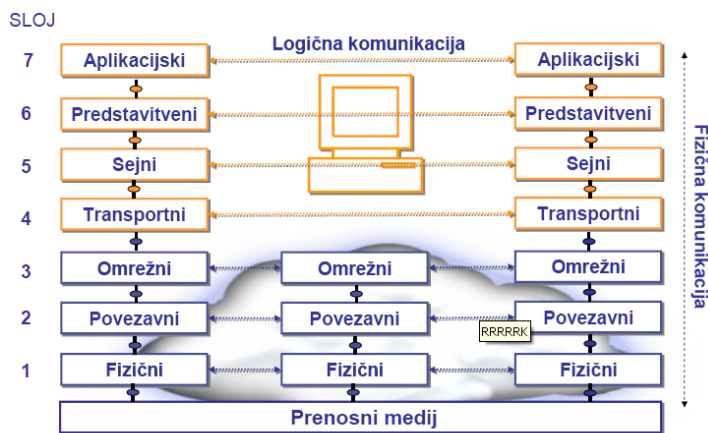 SLOJ
Logična komunikacija
7 Aplikacijski Aplikacijski
6 Predstavitveni Predstavitveni
5 Sejni Sejni
4 Transportni Transportni
3 Omrežni Omrežni Omrežni
2 Povezavni Povezavni Povezavni
RRRRRK
1 Fizični Fizični Fizični
Prenosni medij
Fizična komunikacija